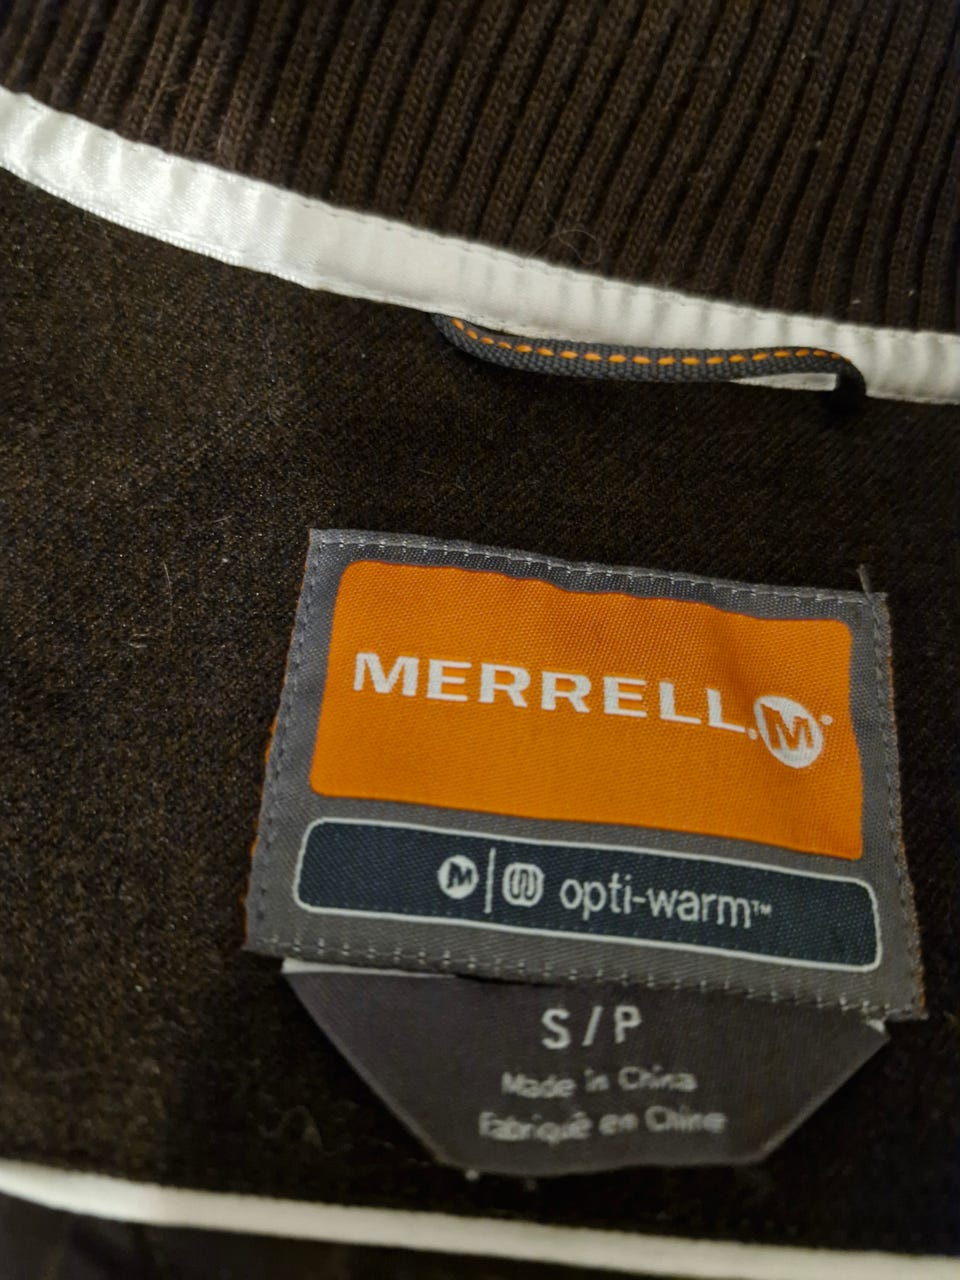 MERRELL. M®
M opti-warm™
S / P
Made in China
Fabriqué en Chine